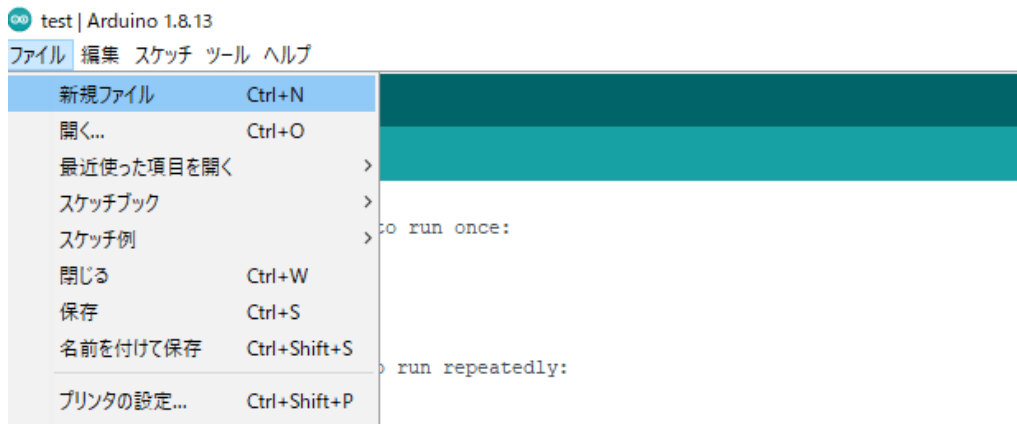 test | Arduino 1.8.13
ファイル 編集 スケッチ ツール ヘルプ
新規ファイル Ctrl+N
開く... Ctrl+O
最近使った項目を開く
スケッチブック
to run once:
スケッチ例
閉じる Ctrl+W
保存 Ctrl+S
名前を付けて保存 Ctrl+Shift+S
run repeatedly:
プリンタの設定... Ctrl+Shift+P